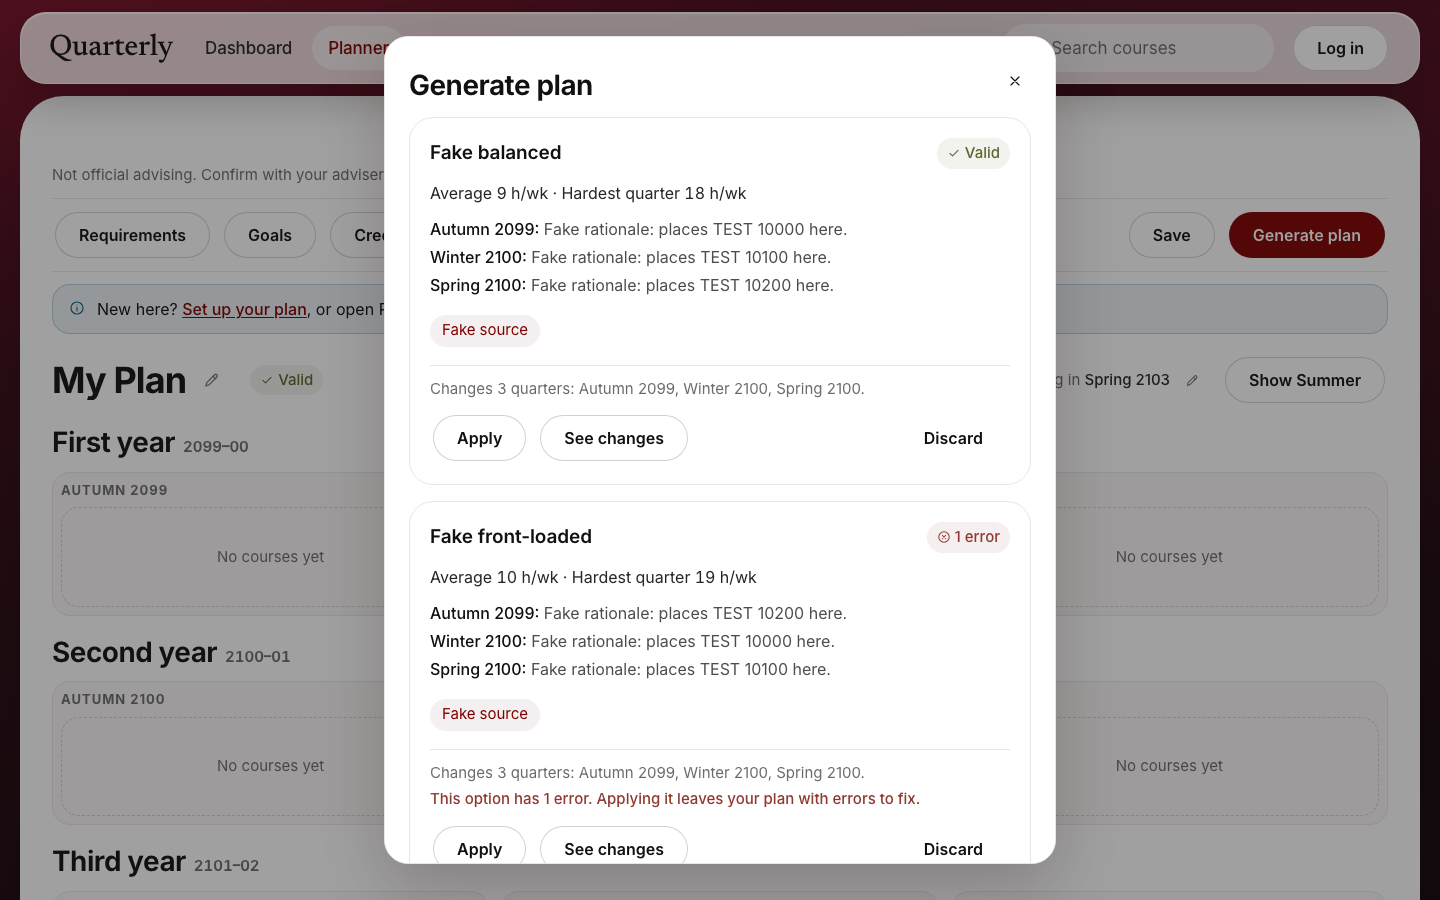 Quarterly
Dashboard
Planner
Search courses
Log in
Generate plan
Fake balanced
Valid
Average 9 h/wk · Hardest quarter 18 h/wk
Autumn 2099: Fake rationale: places TEST 10000 here.
Winter 2100: Fake rationale: places TEST 10100 here.
Spring 2100: Fake rationale: places TEST 10200 here.
Fake source
Changes 3 quarters: Autumn 2099, Winter 2100, Spring 2100.
Apply
See changes
Discard
Fake front-loaded
1 error
Average 10 h/wk · Hardest quarter 19 h/wk
Autumn 2099: Fake rationale: places TEST 10200 here.
Winter 2100: Fake rationale: places TEST 10000 here.
Spring 2100: Fake rationale: places TEST 10100 here.
Fake source
Changes 3 quarters: Autumn 2099, Winter 2100, Spring 2100.
This option has 1 error. Applying it leaves your plan with errors to fix.
Apply
See changes
Discard
Not official advising. Confirm with your adviser
Requirements
Goals
Save
Generate plan
New here? Set up your plan, or open
My Plan
Valid
in Spring 2103
Show Summer
First year 2099–00
AUTUMN 2099
No courses yet
No courses yet
Second year 2100–01
AUTUMN 2100
No courses yet
No courses yet
Third year 2101–02